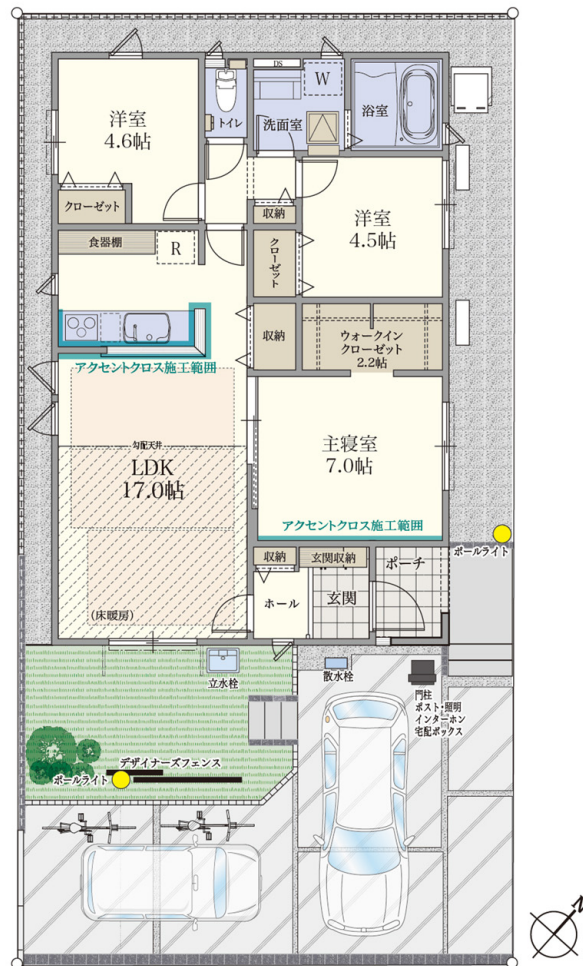 DS
W
トイレ
洗面室
浴室
洋室
4.6帖
クローゼット
収納
洋室
4.5帖
クローゼット
食器棚
R
収納
ウォークイン
クローゼット
2.2帖
アクセントクロス施工範囲
勾配天井
LDK
17.0帖
主寝室
7.0帖
アクセントクロス施工範囲
(床暖房)
収納
玄関収納
ポーチ
ホール
玄関
ポールライト
立水栓
散水栓
門柱
ポスト・照明
インターホン
宅配ボックス
デザイナーズフェンス
ポールライト
N